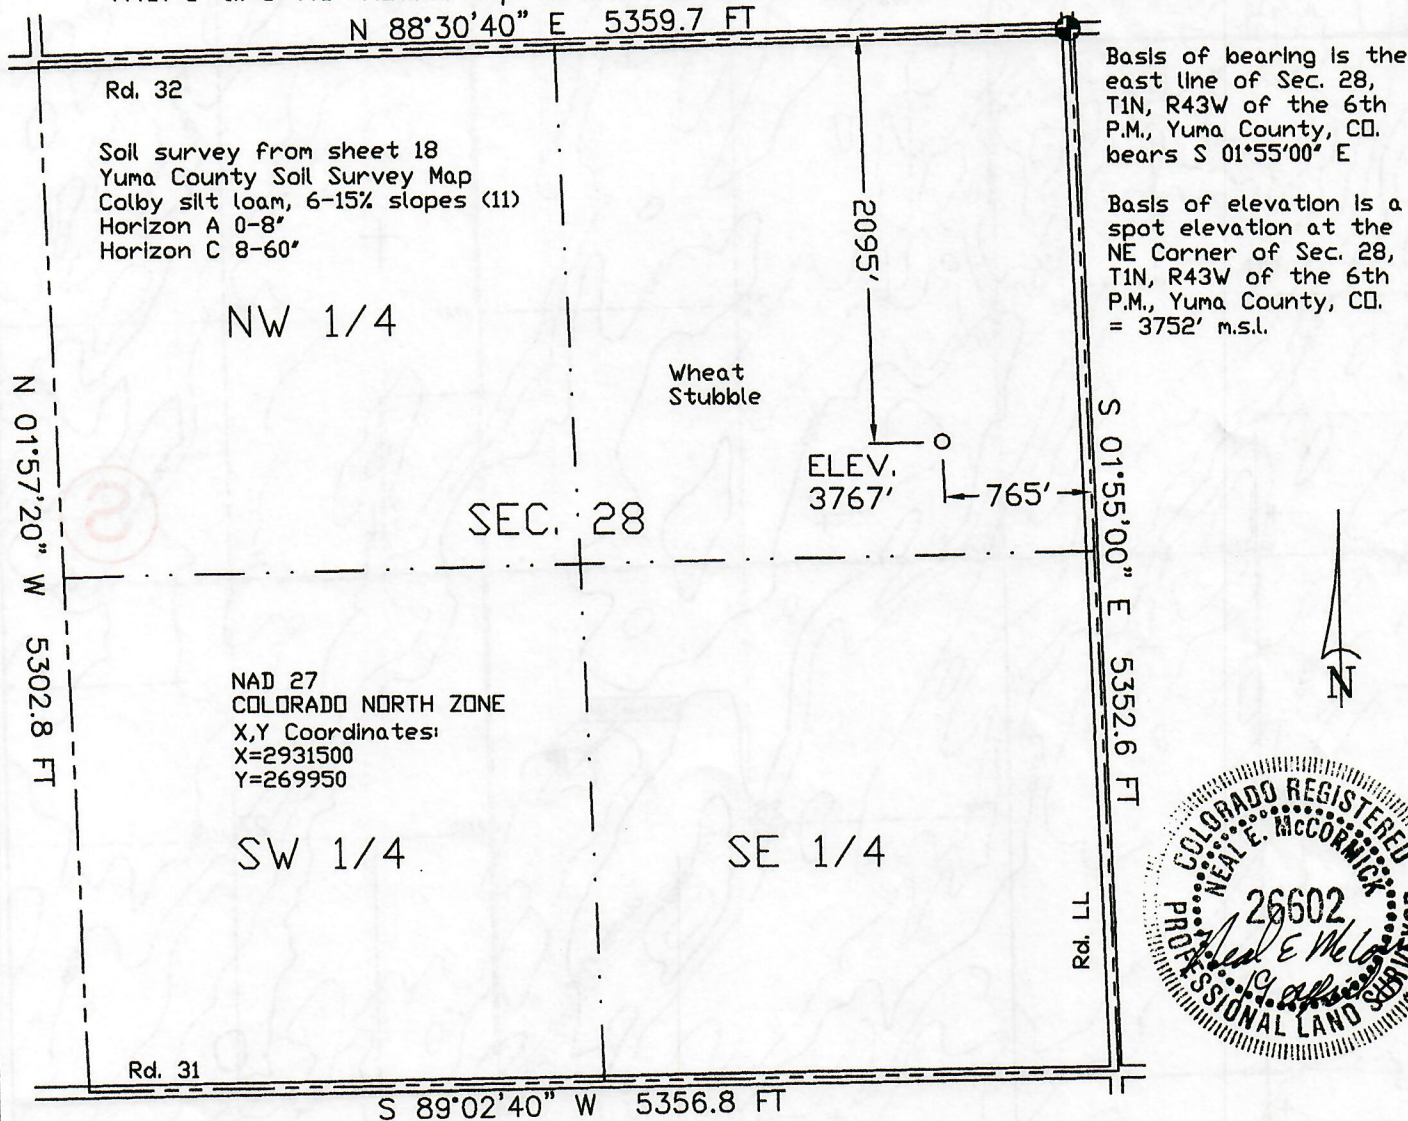 N 88°30'40" E 5359.7 FT
Rd. 32
Soil survey from sheet 18
Yuma County Soil Survey Map
Colby silt loam, 6-15% slopes (11)
Horizon A 0-8"
Horizon C 8-60"
NW 1/4
Wheat
Stubble
2095'
ELEV.
3767'
765'
SEC. 28
N 01°57'20" W 5302.8 FT
S 01°55'00" E 5352.6 FT
Basis of bearing is the
east line of Sec. 28,
T1N, R43W of the 6th
P.M., Yuma County, CO.
bears S 01°55'00" E
Basis of elevation is a
spot elevation at the
NE Corner of Sec. 28,
T1N, R43W of the 6th
P.M., Yuma County, CO.
= 3752' m.s.l.
N
NAD 27
COLORADO NORTH ZONE
X,Y Coordinates:
X=2931500
Y=269950
SW 1/4
SE 1/4
Rd. LL
Rd. 31
S 89°02'40" W 5356.8 FT
COLORADO REGISTERED
NEAL E. McCORMICK
26602
Neal E
PROFESSIONAL LAND SURVEYOR